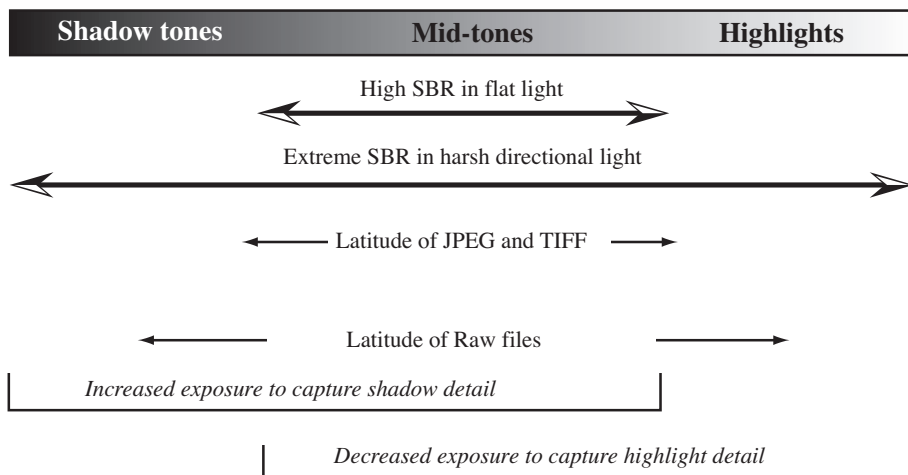 Shadow tones Mid-tones Highlights
High SBR in flat light
Extreme SBR in harsh directional light
Latitude of JPEG and TIFF
Latitude of Raw files
Increased exposure to capture shadow detail
Decreased exposure to capture highlight detail